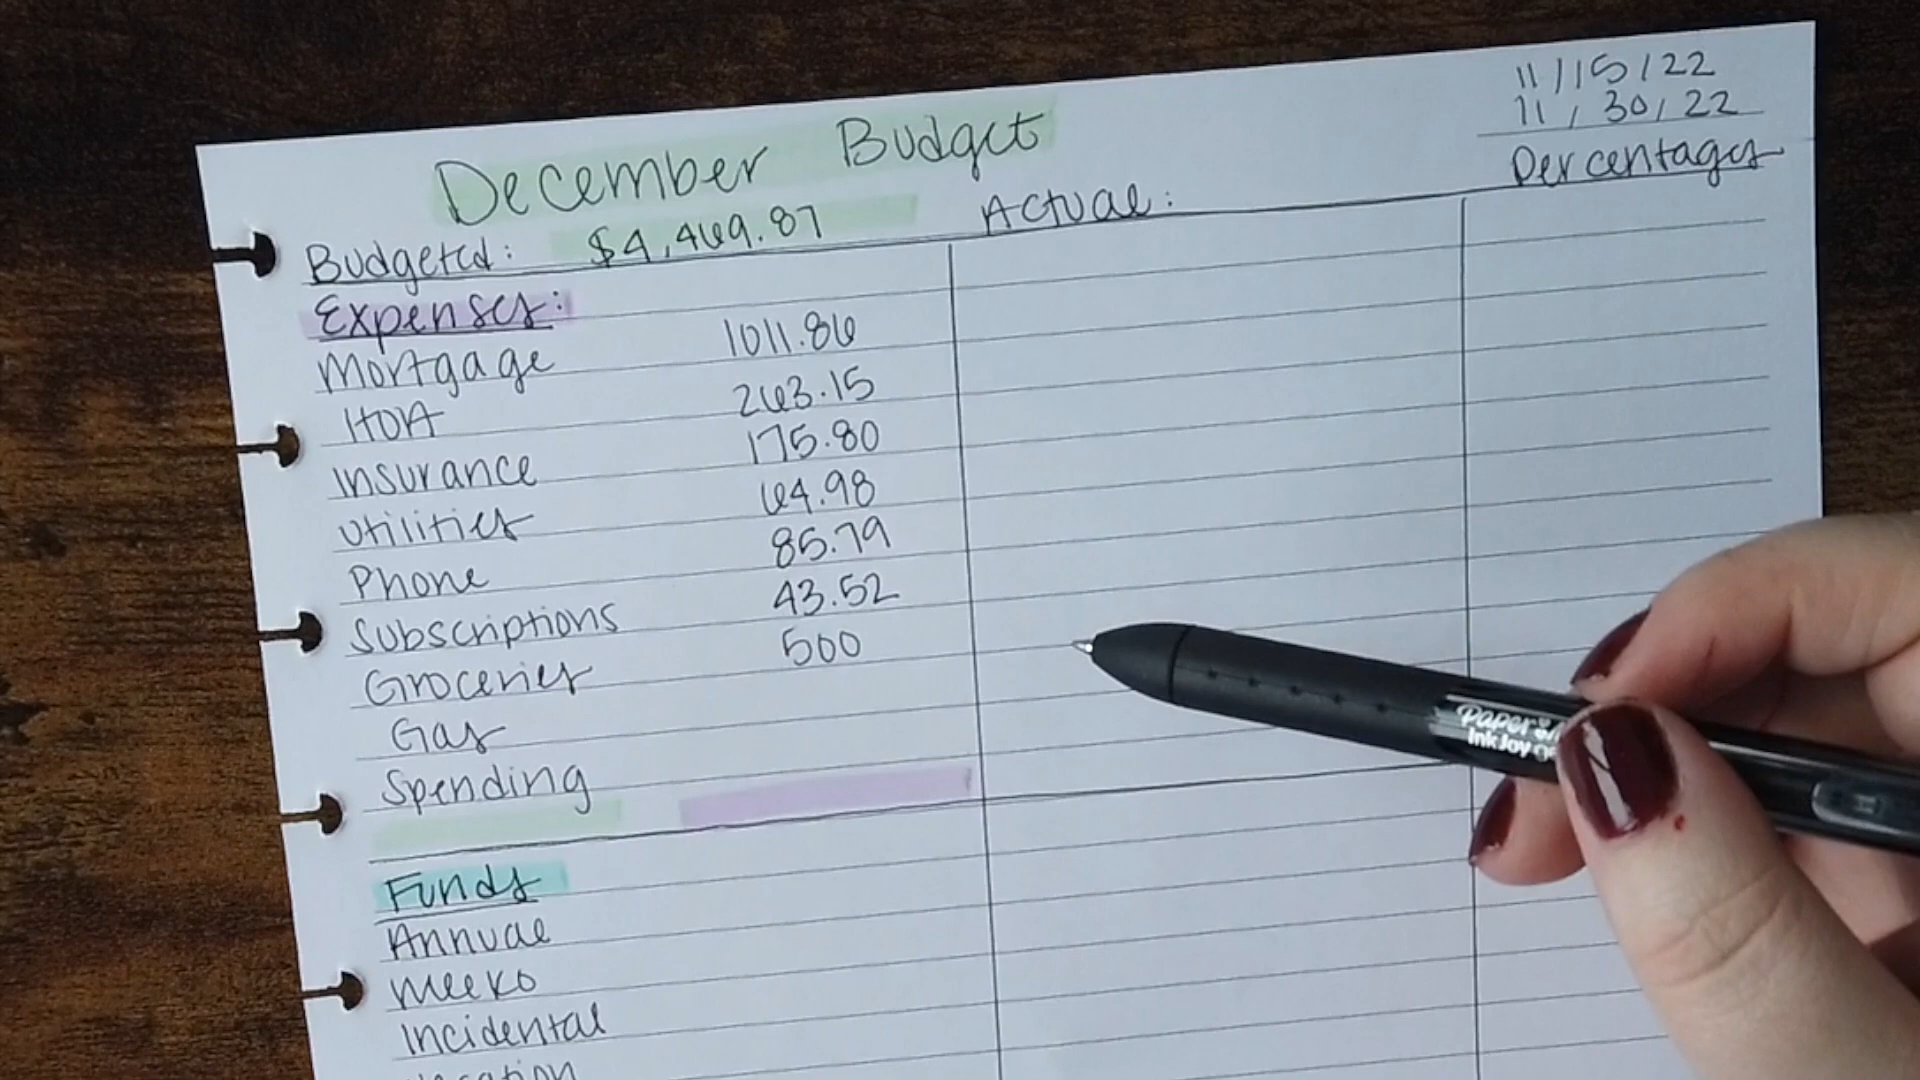 11/15/22
11/30/22
December Budget
Percentages
Budgeted: $4,469.87
Actual:
Expenses:
Mortgage 1011.86
HOA 263.15
Insurance 175.80
Utilities 64.98
Phone 85.79
Subscriptions 43.52
Groceries 500
Gas
Spending
Funds
Annual
Meeko
Incidental
Vacation
Paper
InkJoy